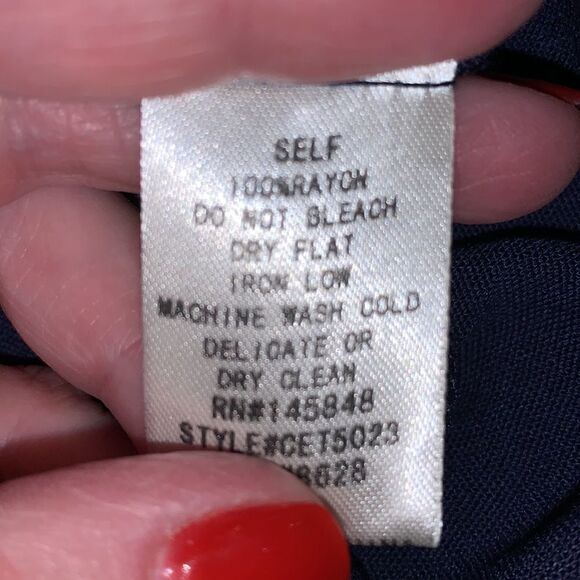 SELF
100%RAYON
DO NOT BLEACH
DRY FLAT
IRON LOW
MACHINE WASH COLD
DELICATE OR
DRY CLEAN
RN#145848
STYLE#CET5023